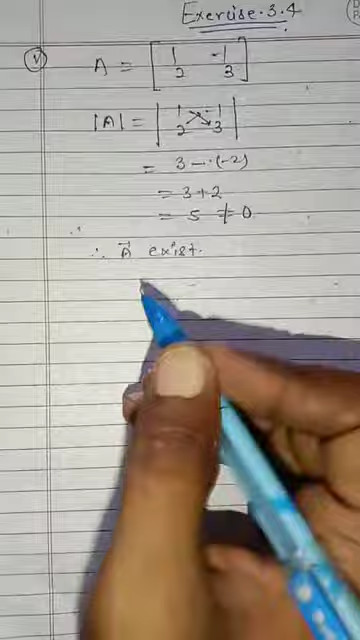 Exercise.3.4
(v) A = [ 1 -1
2 3 ]
|A| = | 1 -1
2 3 |
= 3 - (-2)
= 3+2
= 5 ≠ 0
∴ A⁻¹ exist.